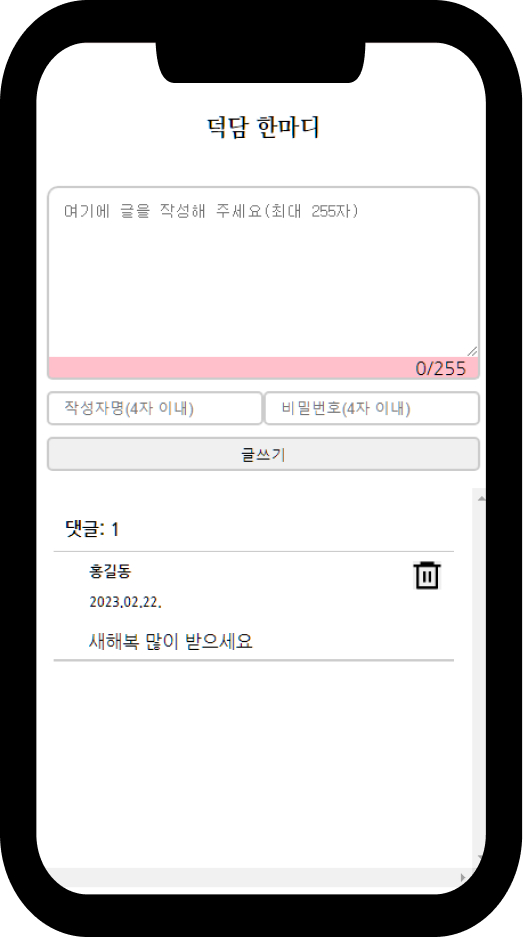 덕담 한마디
여기에 글을 작성해 주세요(최대 255자)
0/255
작성자명(4자 이내) 비밀번호(4자 이내)
글쓰기
댓글: 1
홍길동
2023.02.22.
새해복 많이 받으세요